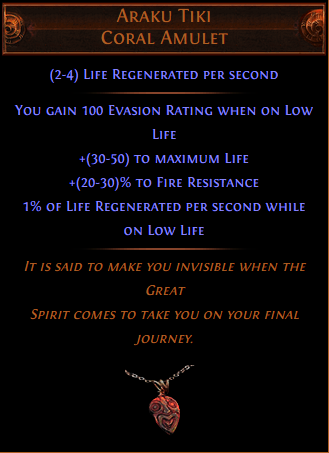 Araku Tiki
Coral Amulet
(2-4) Life Regenerated per second
You gain 100 Evasion Rating when on Low
Life
+(30-50) to maximum Life
+(20-30)% to Fire Resistance
1% of Life Regenerated per second while
on Low Life
It is said to make you invisible when the
Great
Spirit comes to take you on your final
journey.